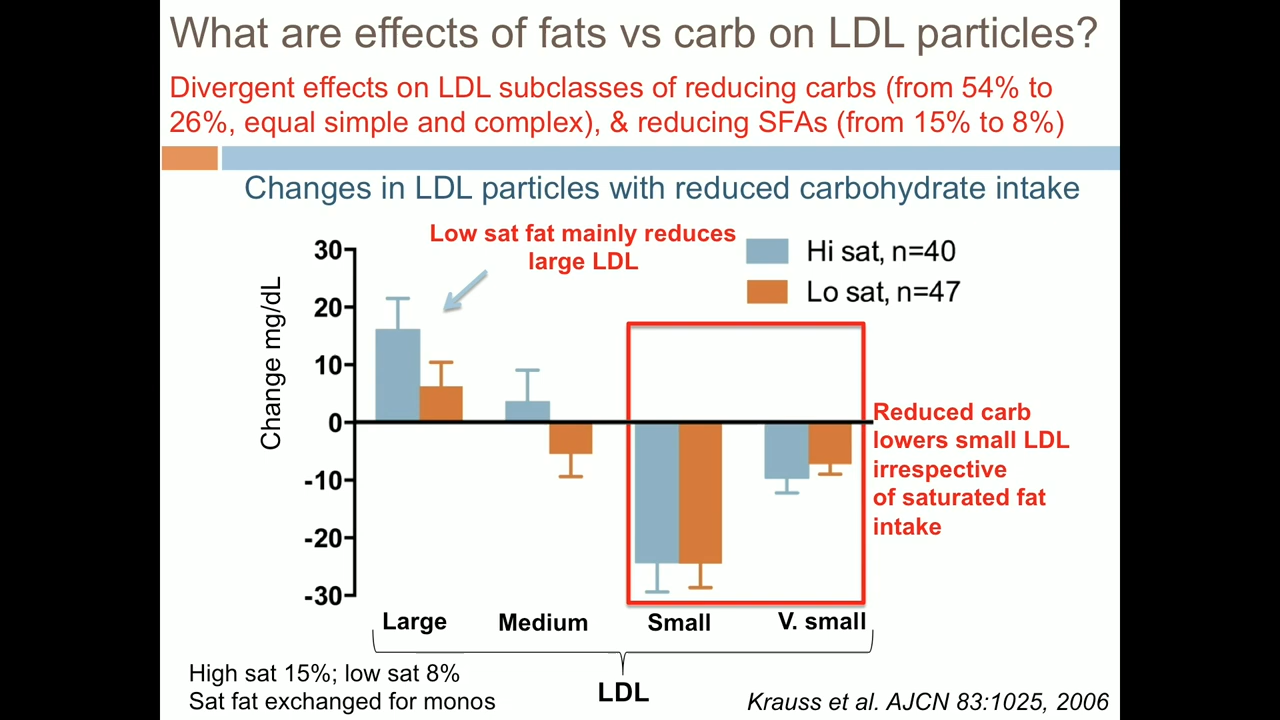 What are effects of fats vs carb on LDL particles?
Divergent effects on LDL subclasses of reducing carbs (from 54% to
26%, equal simple and complex), & reducing SFAs (from 15% to 8%)
Changes in LDL particles with reduced carbohydrate intake
Low sat fat mainly reduces
large LDL
Hi sat, n=40
Lo sat, n=47
Change mg/dL
30
20
10
0
-10
-20
-30
Reduced carb
lowers small LDL
irrespective
of saturated fat
intake
Large
Medium
Small
V. small
LDL
High sat 15%; low sat 8%
Sat fat exchanged for monos
Krauss et al. AJCN 83:1025, 2006